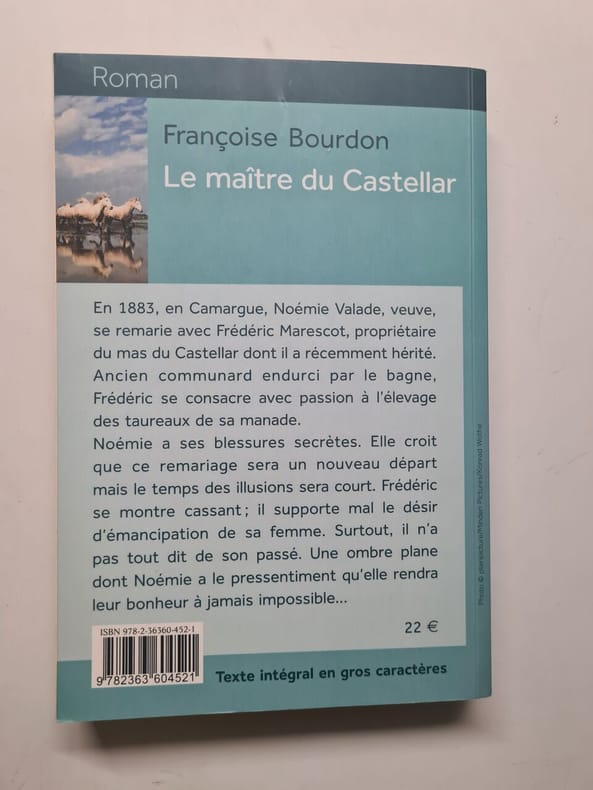 Roman
Françoise Bourdon
Le maître du Castellar
En 1883, en Camargue, Noémie Valade, veuve,
se remarie avec Frédéric Marescot, propriétaire
du mas du Castellar dont il a récemment hérité.
Ancien communard endurci par le bagne,
Frédéric se consacre avec passion à l'élevage
des taureaux de sa manade.
Noémie a ses blessures secrètes. Elle croit
que ce remariage sera un nouveau départ
mais le temps des illusions sera court. Frédéric
se montre cassant ; il supporte mal le désir
d'émancipation de sa femme. Surtout, il n'a
pas tout dit de son passé. Une ombre plane
dont Noémie a le pressentiment qu'elle rendra
leur bonheur à jamais impossible...
22 €
ISBN 978-2-36360-452-1
9 782363 604521
Texte intégral en gros caractères
Photo © plainpicture/Minden Pictures/Konrad Wothe